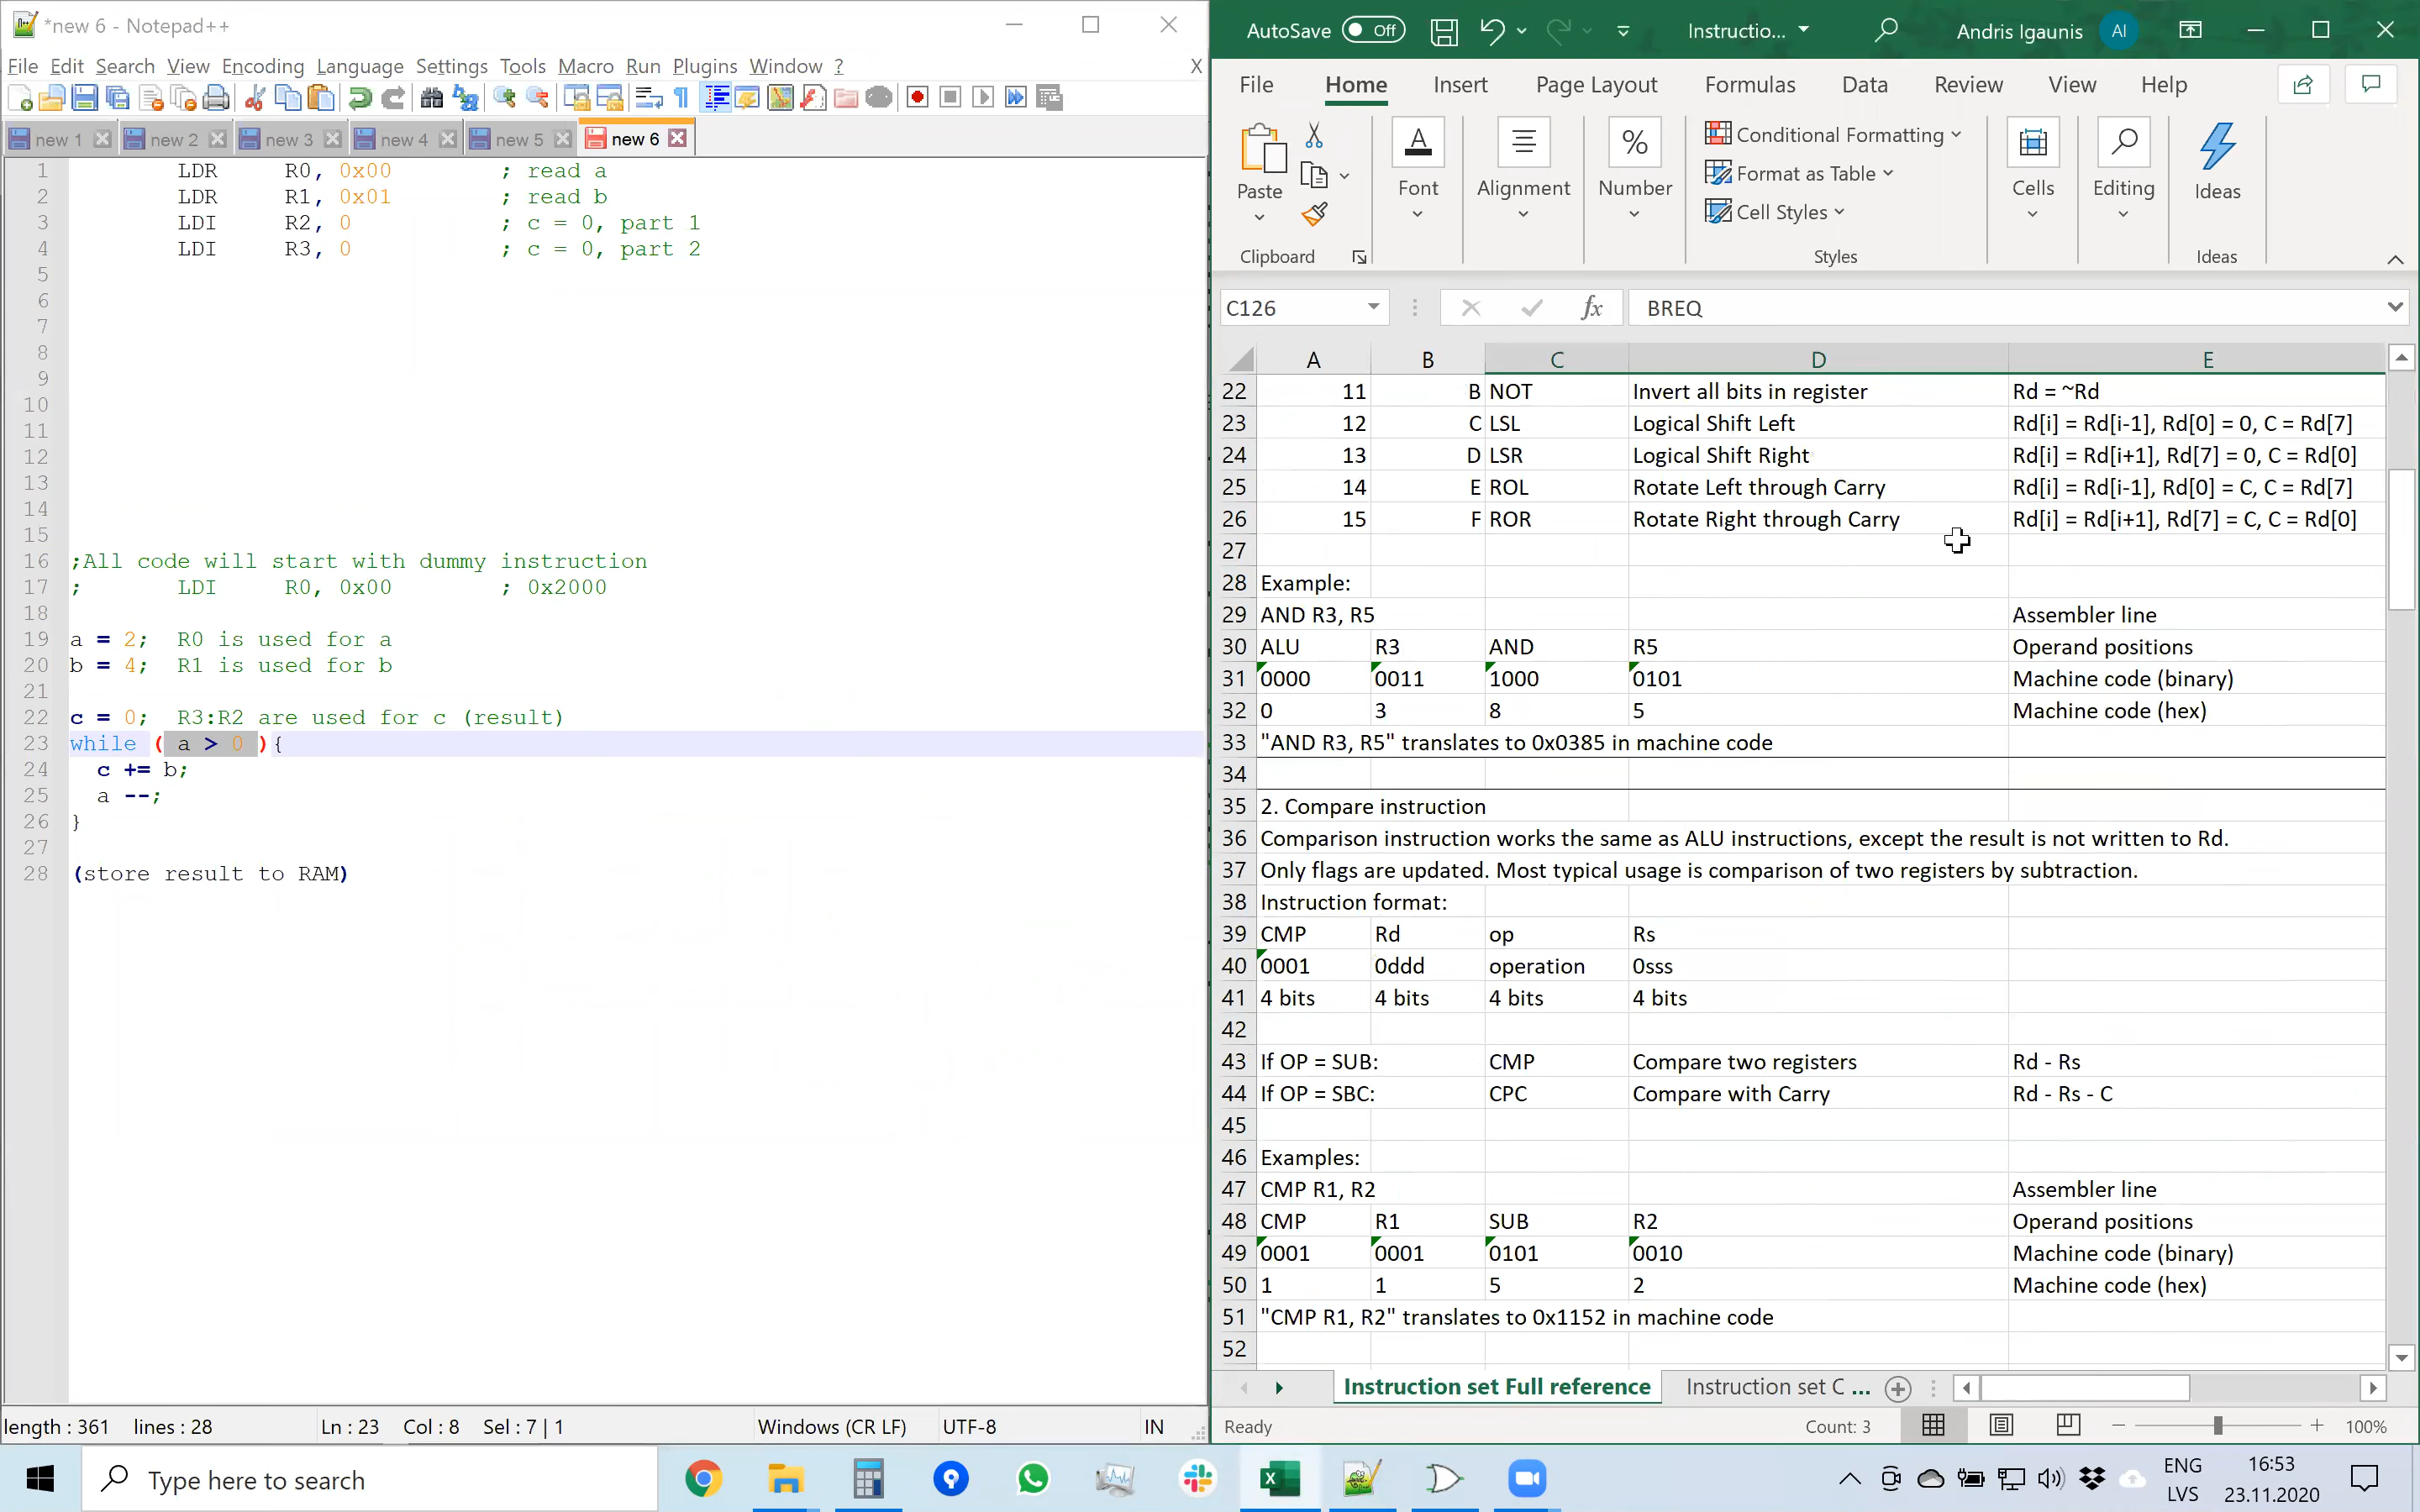 *new 6 - Notepad++
File Edit Search View Encoding Language Settings Tools Macro Run Plugins Window ? X
new 1 new 2 new 3 new 4 new 5 new 6
1 LDR R0, 0x00 ; read a
2 LDR R1, 0x01 ; read b
3 LDI R2, 0 ; c = 0, part 1
4 LDI R3, 0 ; c = 0, part 2
5
6
7
8
9
10
11
12
13
14
15
16 ;All code will start with dummy instruction
17 ; LDI R0, 0x00 ; 0x2000
18
19 a = 2; R0 is used for a
20 b = 4; R1 is used for b
21
22 c = 0; R3:R2 are used for c (result)
23 while ( a > 0 ){
24 c += b;
25 a --;
26 }
27
28 (store result to RAM)
length : 361 lines : 28 Ln : 23 Col : 8 Sel : 7 | 1 Windows (CR LF) UTF-8 IN
AutoSave Off Instructio... Andris Igaunis AI
File Home Insert Page Layout Formulas Data Review View Help
Paste Font Alignment Number Conditional Formatting Format as Table Cell Styles Cells Editing Ideas
Clipboard Styles Ideas
C126 fx BREQ
A B C D E
22 11 B NOT Invert all bits in register Rd = ~Rd
23 12 C LSL Logical Shift Left Rd[i] = Rd[i-1], Rd[0] = 0, C = Rd[7]
24 13 D LSR Logical Shift Right Rd[i] = Rd[i+1], Rd[7] = 0, C = Rd[0]
25 14 E ROL Rotate Left through Carry Rd[i] = Rd[i-1], Rd[0] = C, C = Rd[7]
26 15 F ROR Rotate Right through Carry Rd[i] = Rd[i+1], Rd[7] = C, C = Rd[0]
27
28 Example:
29 AND R3, R5 Assembler line
30 ALU R3 AND R5 Operand positions
31 0000 0011 1000 0101 Machine code (binary)
32 0 3 8 5 Machine code (hex)
33 "AND R3, R5" translates to 0x0385 in machine code
34
35 2. Compare instruction
36 Comparison instruction works the same as ALU instructions, except the result is not written to Rd.
37 Only flags are updated. Most typical usage is comparison of two registers by subtraction.
38 Instruction format:
39 CMP Rd op Rs
40 0001 0ddd operation 0sss
41 4 bits 4 bits 4 bits 4 bits
42
43 If OP = SUB: CMP Compare two registers Rd - Rs
44 If OP = SBC: CPC Compare with Carry Rd - Rs - C
45
46 Examples:
47 CMP R1, R2 Assembler line
48 CMP R1 SUB R2 Operand positions
49 0001 0001 0101 0010 Machine code (binary)
50 1 1 5 2 Machine code (hex)
51 "CMP R1, R2" translates to 0x1152 in machine code
52
Instruction set Full reference Instruction set C ...
Ready Count: 3 100%
Type here to search
ENG 16:53
LVS 23.11.2020